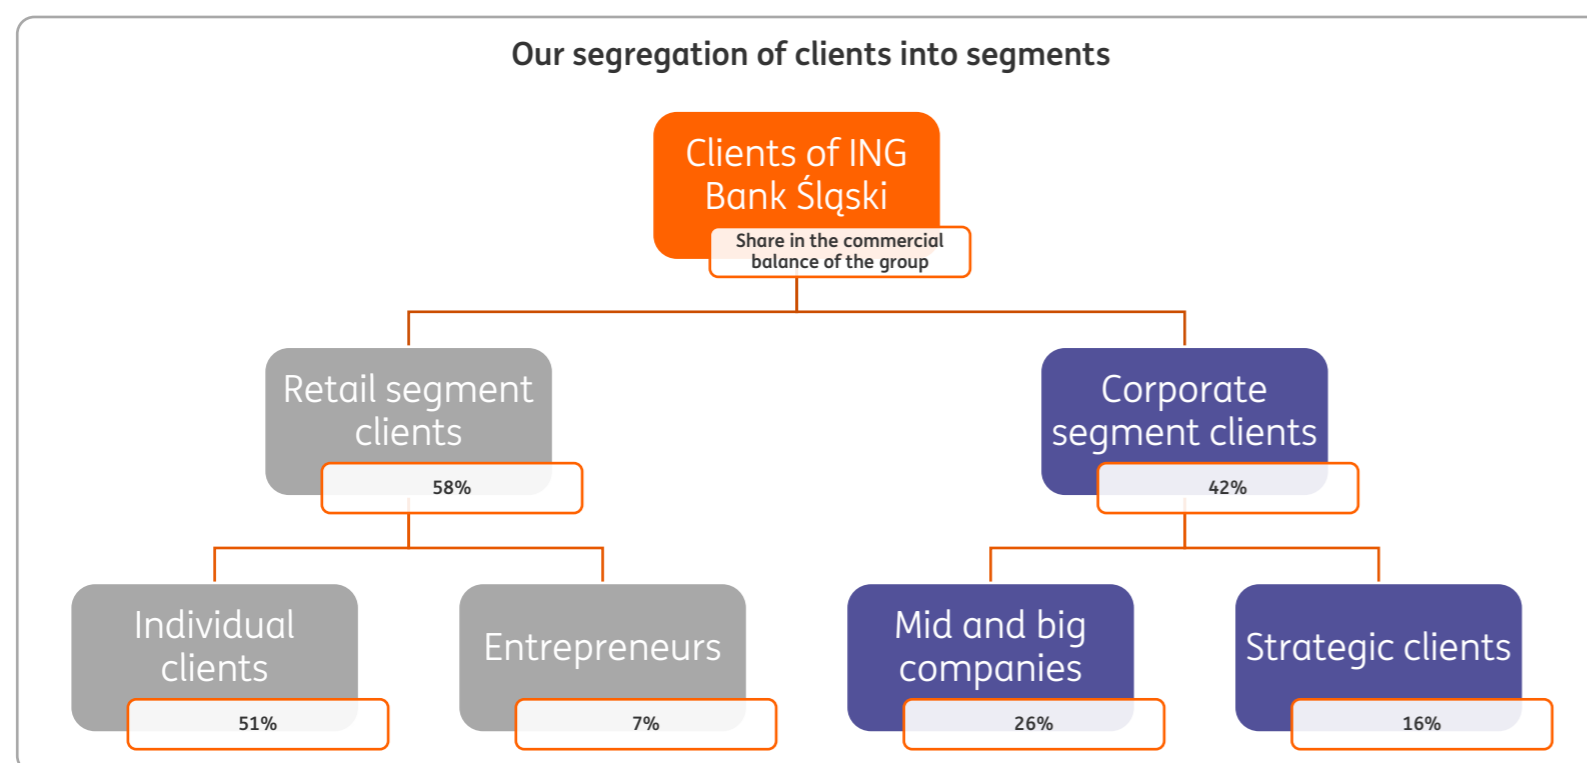 Our segregation of clients into segments
Clients of ING
Bank Śląski
Share in the commercial
balance of the group
Retail segment
clients
58%
Corporate
segment clients
42%
Individual
clients
51%
Entrepreneurs
7%
Mid and big
companies
26%
Strategic clients
16%